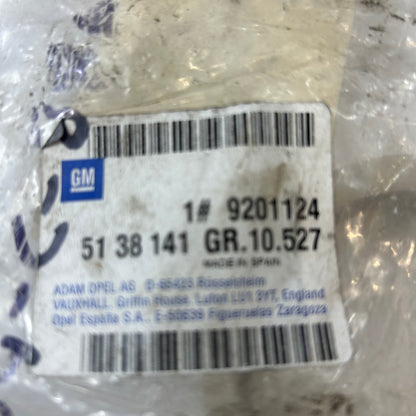 GM
1# 9201124
51 38 141 GR.10.527
MADE IN SPAIN
ADAM OPEL AG D-65423 Rüsselsheim
VAUXHALL, Griffin House, Luton LU1 3YT, England
Opel España S.A., E-50639 Figueruelas Zaragoza